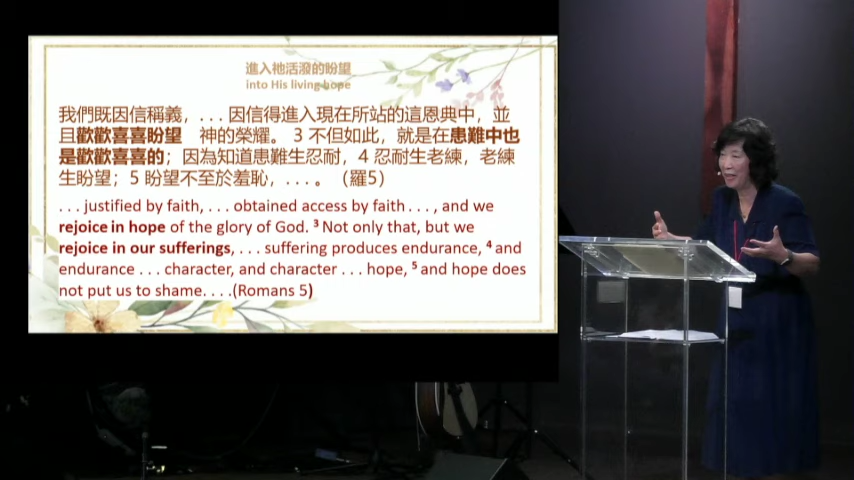 進入祂活潑的盼望
into His living hope
我們既因信稱義，. . . 因信得進入現在所站的這恩典中，並
且歡歡喜喜盼望　神的榮耀。 3 不但如此，就是在患難中也
是歡歡喜喜的；因為知道患難生忍耐，4 忍耐生老練，老練
生盼望；5 盼望不至於羞恥，. . . 。（羅5）
. . . justified by faith, . . . obtained access by faith . . . , and we
rejoice in hope of the glory of God. ³ Not only that, but we
rejoice in our sufferings, . . . suffering produces endurance, ⁴ and
endurance . . . character, and character . . . hope, ⁵ and hope does
not put us to shame. . . .(Romans 5)